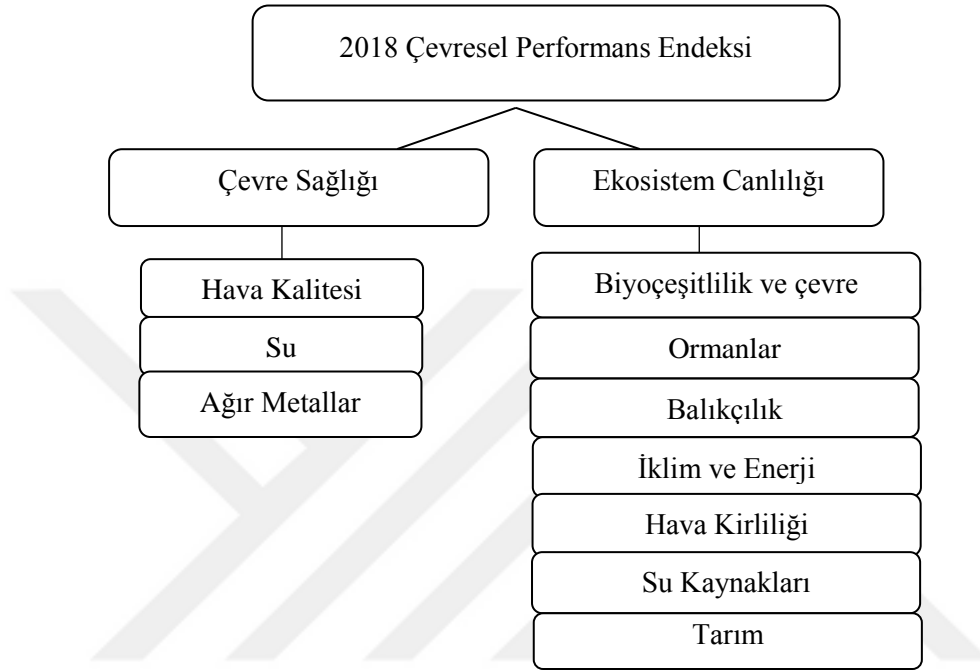 2018 Çevresel Performans Endeksi
Çevre Sağlığı
Ekosistem Canlılığı
Hava Kalitesi
Su
Ağır Metallar
Biyoçeşitlilik ve çevre
Ormanlar
Balıkçılık
İklim ve Enerji
Hava Kirliliği
Su Kaynakları
Tarım